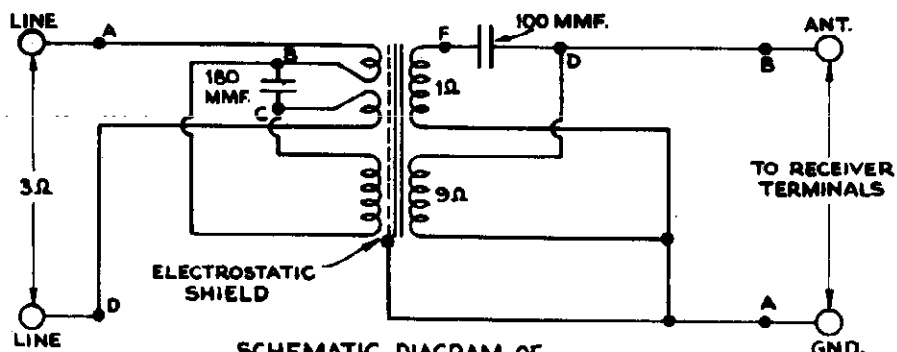 LINE
A
100 MMF.
ANT.
F
B
D
B
180
MMF.
1Ω
C
3Ω
TO RECEIVER
TERMINALS
9Ω
ELECTROSTATIC
SHIELD
A
D
LINE
SCHEMATIC DIAGRAM OF
GND.